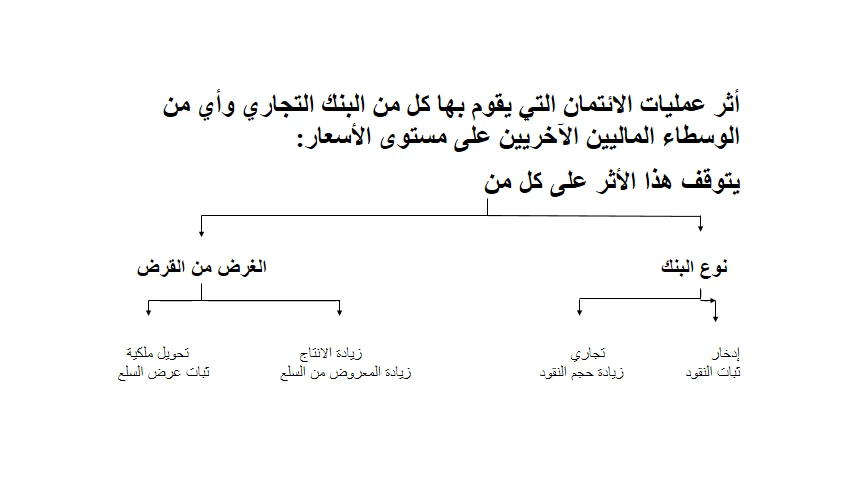 أثر عمليات الائتمان التي يقوم بها كل من البنك التجاري وأي من
الوسطاء الماليين الآخريين على مستوى الأسعار:
يتوقف هذا الأثر على كل من
نوع البنك
الغرض من القرض
إدخار
ثبات النقود
تجاري
زيادة حجم النقود
زيادة الانتاج
زيادة المعروض من السلع
تحويل ملكية
ثبات عرض السلع